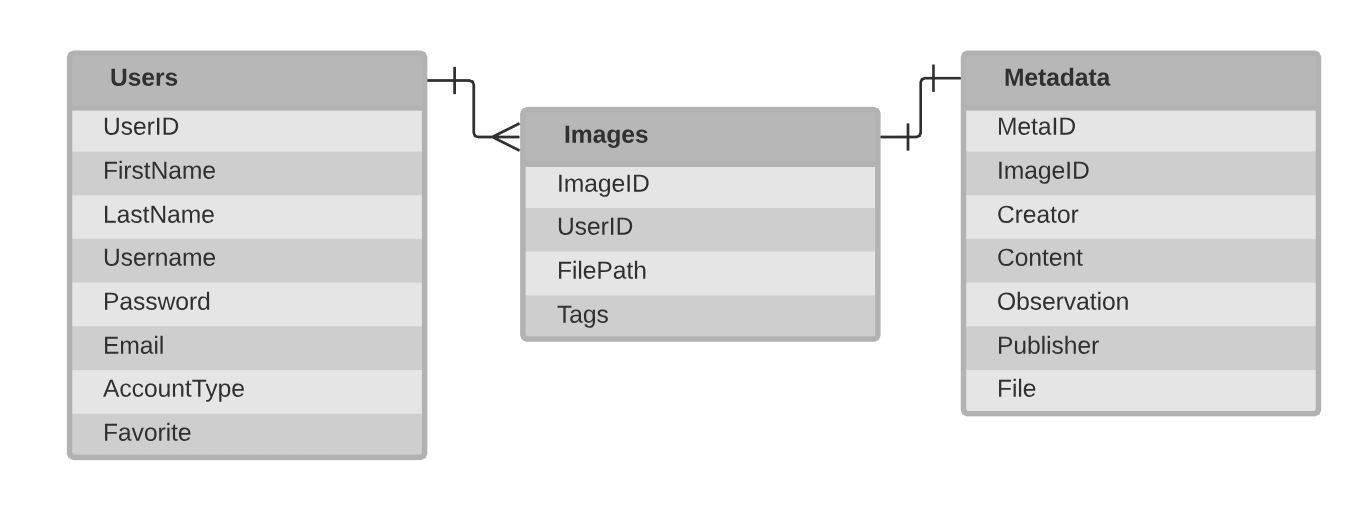 Users
UserID
FirstName
LastName
Username
Password
Email
AccountType
Favorite
Images
ImageID
UserID
FilePath
Tags
Metadata
MetaID
ImageID
Creator
Content
Observation
Publisher
File